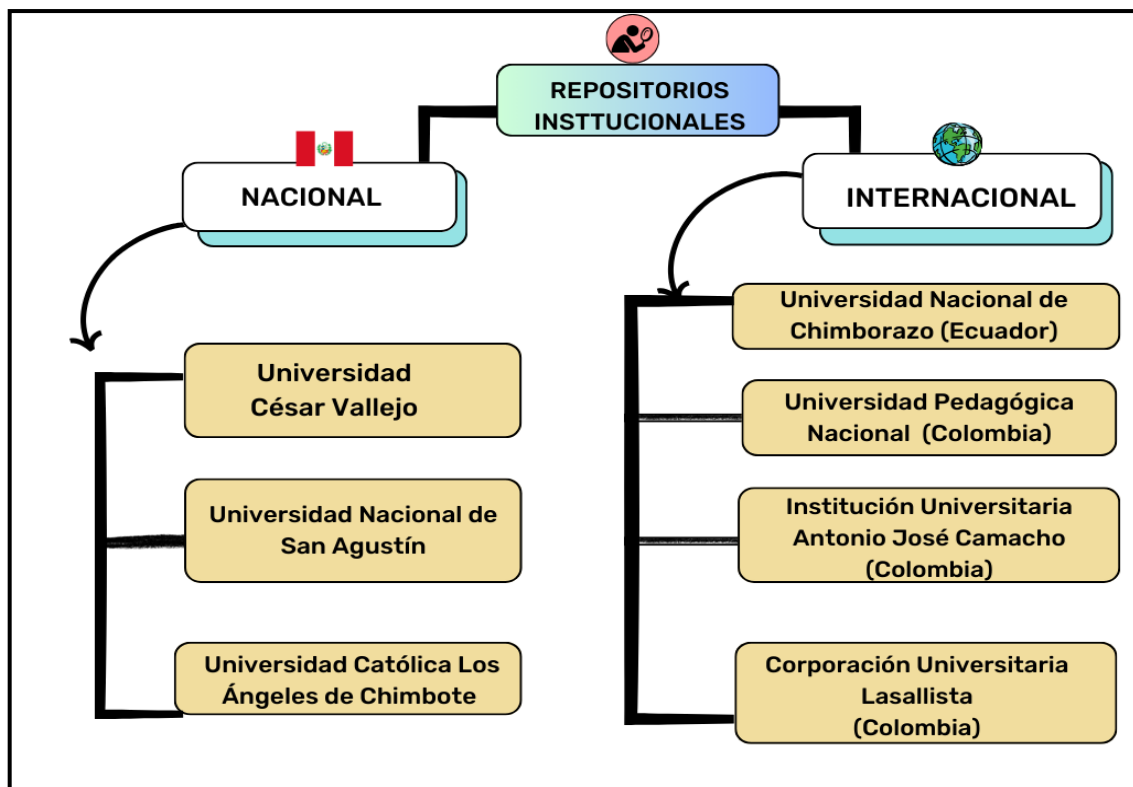 REPOSITORIOS
INSTTUCIONALES
NACIONAL
Universidad
César Vallejo
Universidad Nacional de
San Agustín
Universidad Católica Los
Ángeles de Chimbote
INTERNACIONAL
Universidad Nacional de
Chimborazo (Ecuador)
Universidad Pedagógica
Nacional (Colombia)
Institución Universitaria
Antonio José Camacho
(Colombia)
Corporación Universitaria
Lasallista
(Colombia)